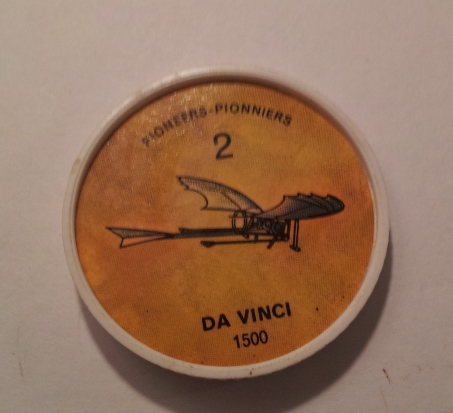 PIONEERS-PIONNIERS
2
DA VINCI
1500